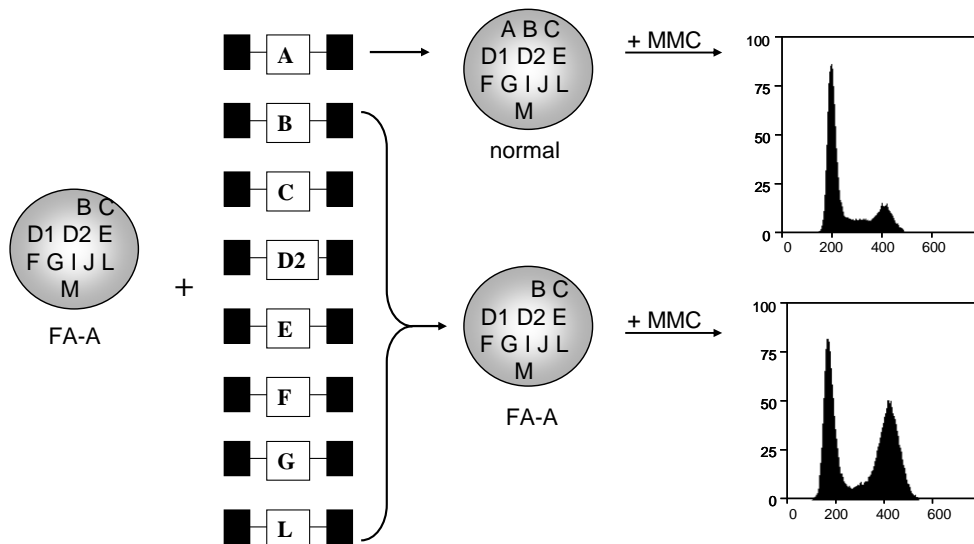 A
B
C
D2
E
F
G
L
B C
D1 D2 E
F G I J L
M
FA-A
+
A B C
D1 D2 E
F G I J L
M
normal
+ MMC
B C
D1 D2 E
F G I J L
M
FA-A
+ MMC
100
75
50
25
0
0 200 400 600
100
75
50
25
0
0 200 400 600